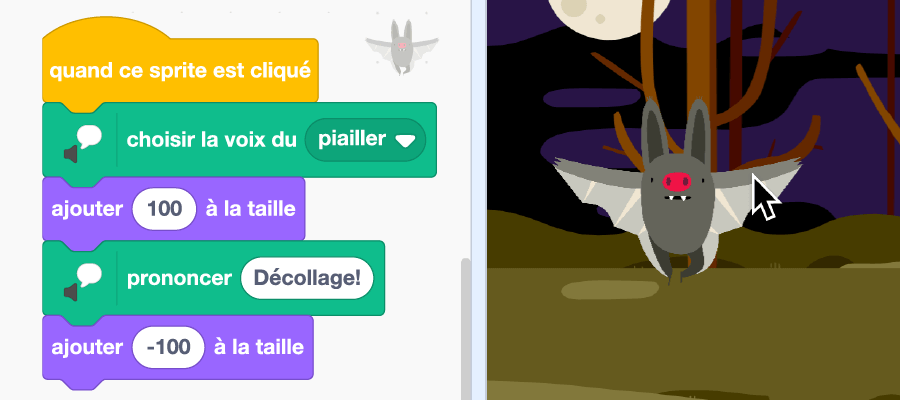 quand ce sprite est cliqué
choisir la voix du piailler
ajouter 100 à la taille
prononcer Décollage!
ajouter -100 à la taille